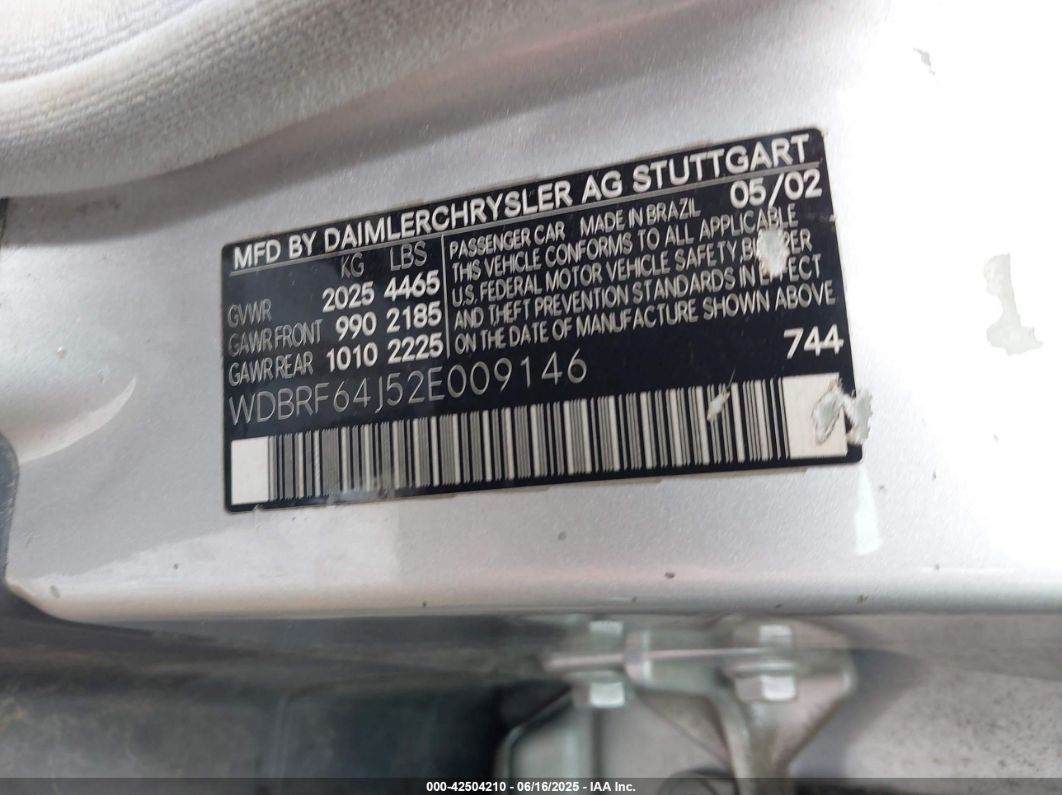 MFD BY DAIMLERCHRYSLER AG STUTTGART
KG LBS
GVWR 2025 4465
GAWR FRONT 990 2185
GAWR REAR 1010 2225
PASSENGER CAR MADE IN BRAZIL 05/02
THIS VEHICLE CONFORMS TO ALL APPLICABLE
U.S. FEDERAL MOTOR VEHICLE SAFETY,
AND THEFT PREVENTION STANDARDS IN EFFECT
ON THE DATE OF MANUFACTURE SHOWN ABOVE
744
WDBRF64J52E009146
000-42504210 - 06/16/2025 - IAA Inc.